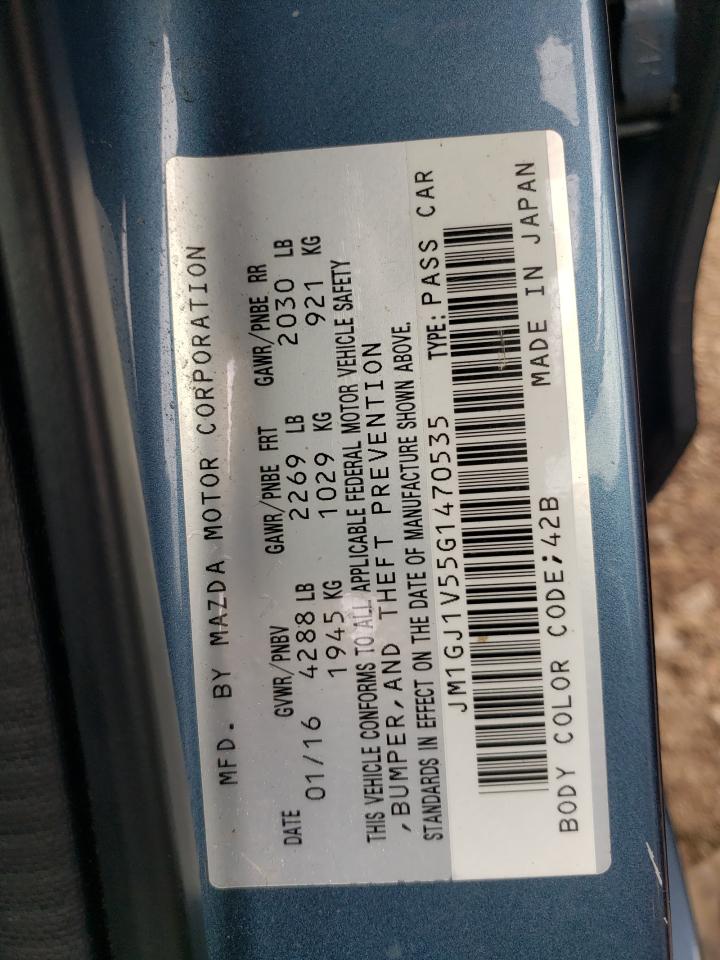 MFD. BY MAZDA MOTOR CORPORATION
DATE GVWR/PNBV GAWR/PNBE FRT GAWR/PNBE RR
01/16 4288 LB 2269 LB 2030 LB
1945 KG 1029 KG 921 KG
THIS VEHICLE CONFORMS TO ALL APPLICABLE FEDERAL MOTOR VEHICLE SAFETY
,BUMPER,AND THEFT PREVENTION
STANDARDS IN EFFECT ON THE DATE OF MANUFACTURE SHOWN ABOVE.
JM1GJ1V55G1470535 TYPE: PASS CAR
BODY COLOR CODE;42B MADE IN JAPAN